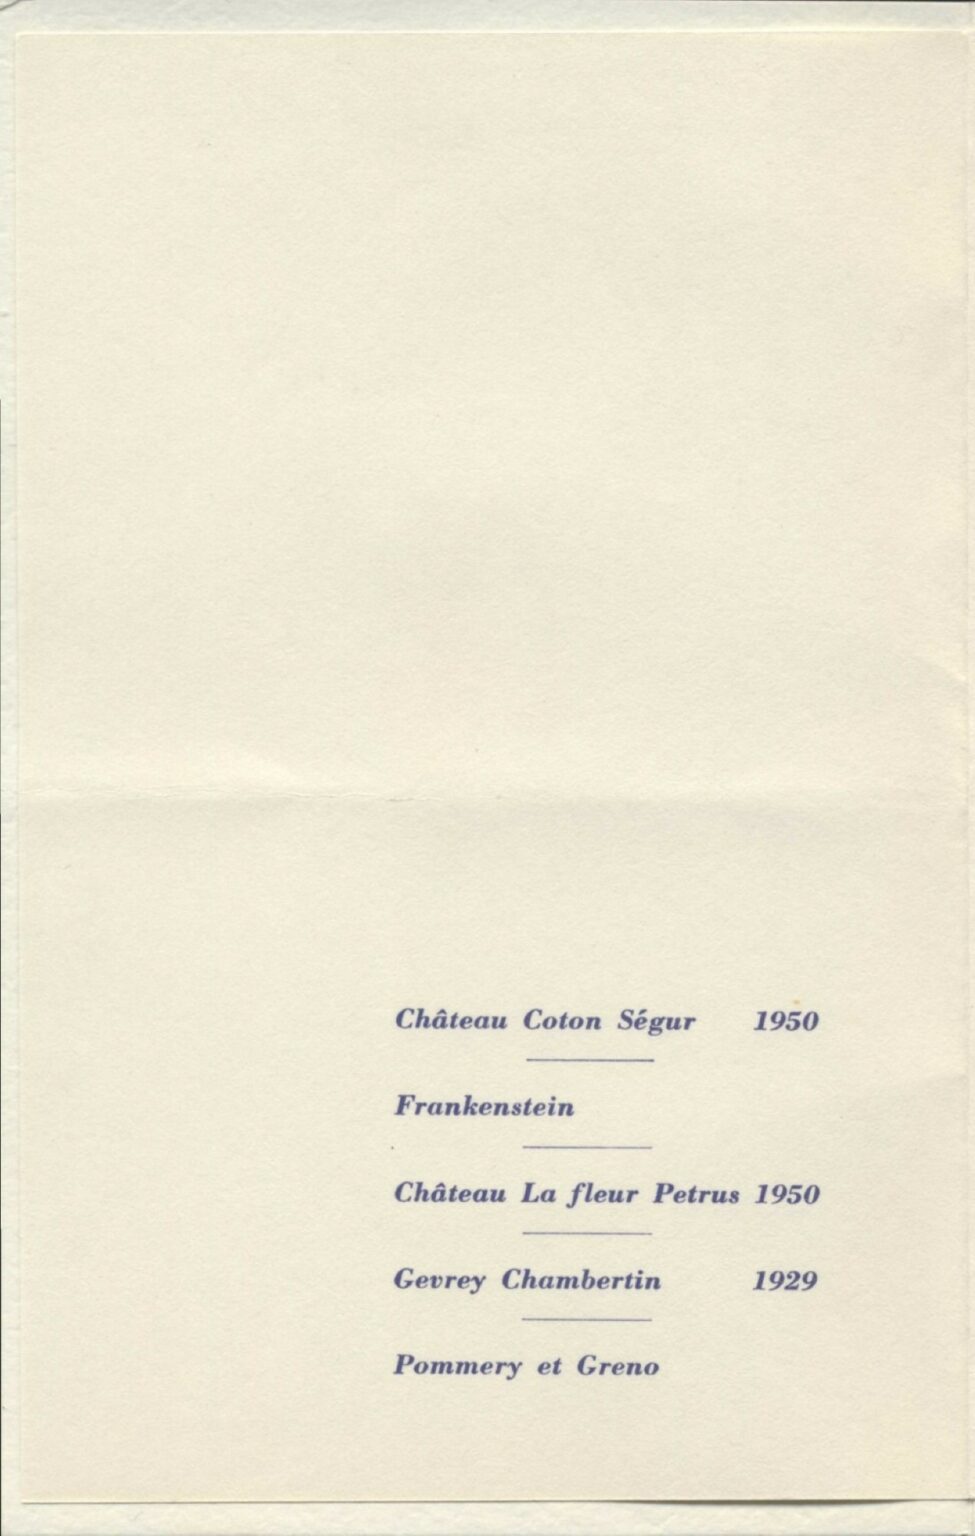 Château Coton Ségur 1950
Frankenstein
Château La fleur Petrus 1950
Gevrey Chambertin 1929
Pommery et Greno